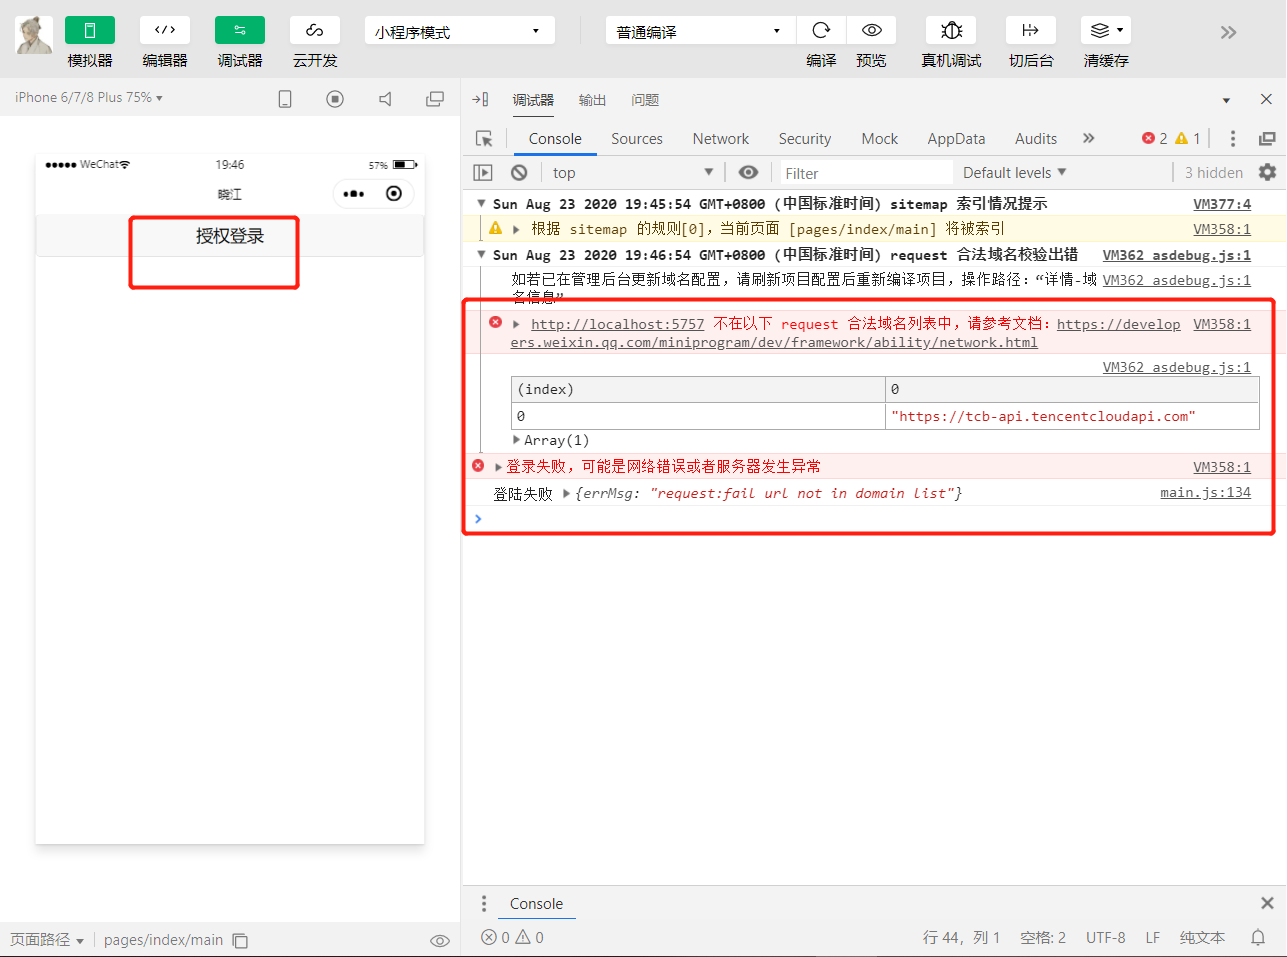 小程序模式
普通编译
模拟器 编辑器 调试器 云开发 编译 预览 真机调试 切后台 清缓存
iPhone 6/7/8 Plus 75%
●●●●● WeChat 19:46 57%
晓江
授权登录
页面路径 pages/index/main
调试器 输出 问题
Console Sources Network Security Mock AppData Audits 2 1
top Filter Default levels 3 hidden
Sun Aug 23 2020 19:45:54 GMT+0800 (中国标准时间) sitemap 索引情况提示 VM377:4
根据 sitemap 的规则[0]，当前页面 [pages/index/main] 将被索引 VM358:1
Sun Aug 23 2020 19:46:54 GMT+0800 (中国标准时间) request 合法域名校验出错 VM362 asdebug.js:1
如若已在管理后台更新域名配置，请刷新项目配置后重新编译项目，操作路径：“详情-域 VM362 asdebug.js:1
名信息”
http://localhost:5757 不在以下 request 合法域名列表中，请参考文档：https://develop VM358:1
ers.weixin.qq.com/miniprogram/dev/framework/ability/network.html
VM362 asdebug.js:1
(index) 0
0 "https://tcb-api.tencentcloudapi.com"
Array(1)
登录失败，可能是网络错误或者服务器发生异常 VM358:1
登陆失败 {errMsg: "request:fail url not in domain list"} main.js:134
Console
0 0 行 44，列 1 空格: 2 UTF-8 LF 纯文本